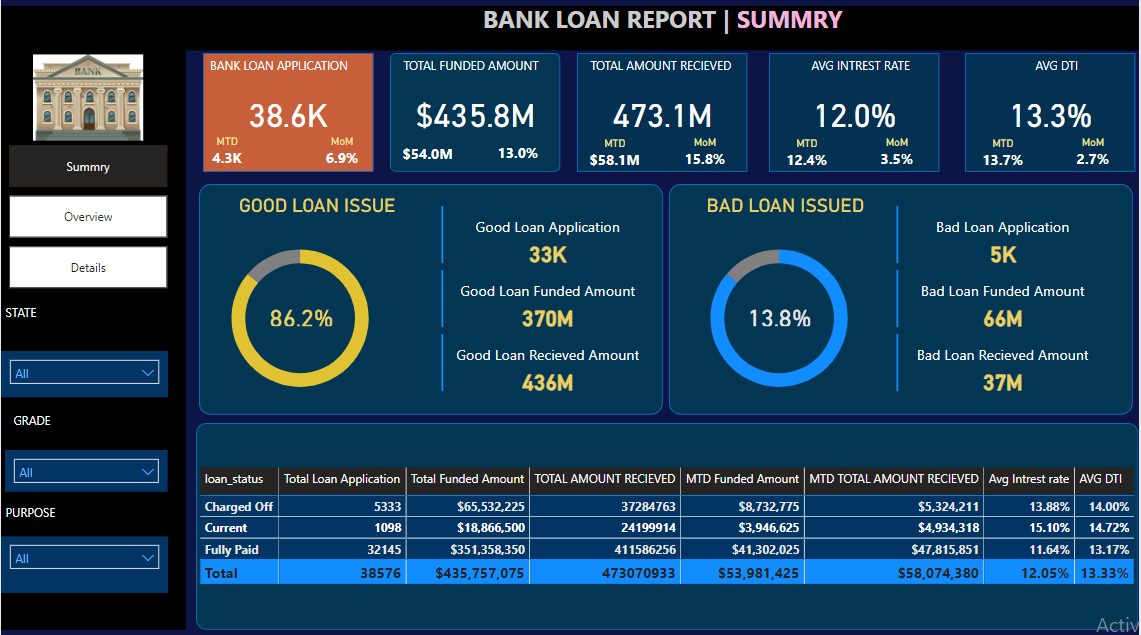 BANK LOAN REPORT | SUMMRY
BANK
Summry
Overview
Details
STATE
All
GRADE
All
PURPOSE
All
BANK LOAN APPLICATION
38.6K
MTD MoM
4.3K 6.9%
TOTAL FUNDED AMOUNT
$435.8M
$54.0M 13.0%
TOTAL AMOUNT RECIEVED
473.1M
MTD MoM
$58.1M 15.8%
AVG INTREST RATE
12.0%
MTD MoM
12.4% 3.5%
AVG DTI
13.3%
MTD MoM
13.7% 2.7%
GOOD LOAN ISSUE
86.2%
Good Loan Application
33K
Good Loan Funded Amount
370M
Good Loan Recieved Amount
436M
BAD LOAN ISSUED
13.8%
Bad Loan Application
5K
Bad Loan Funded Amount
66M
Bad Loan Recieved Amount
37M
loan_status Total Loan Application Total Funded Amount TOTAL AMOUNT RECIEVED MTD Funded Amount MTD TOTAL AMOUNT RECIEVED Avg Intrest rate AVG DTI
Charged Off 5333 $65,532,225 37284763 $8,732,775 $5,324,211 13.88% 14.00%
Current 1098 $18,866,500 24199914 $3,946,625 $4,934,318 15.10% 14.72%
Fully Paid 32145 $351,358,350 411586256 $41,302,025 $47,815,851 11.64% 13.17%
Total 38576 $435,757,075 473070933 $53,981,425 $58,074,380 12.05% 13.33%
Activ